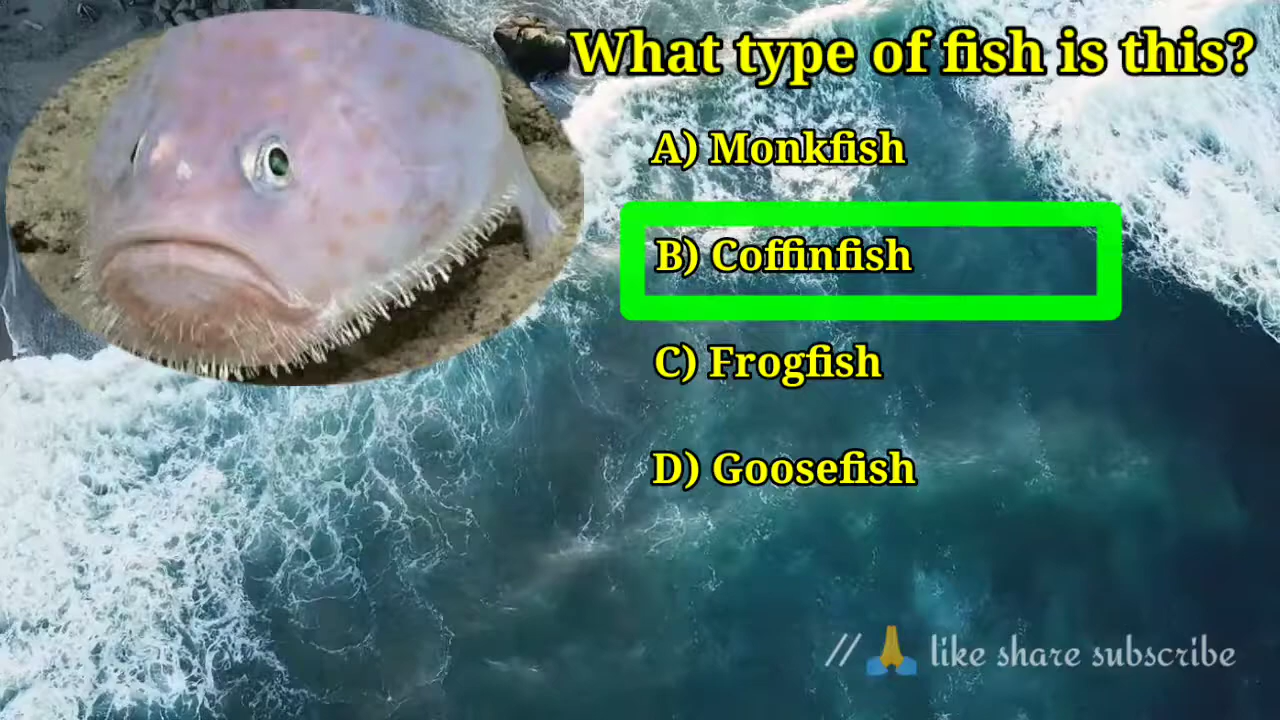 What type of fish is this?
A) Monkfish
B) Coffinfish
C) Frogfish
D) Goosefish
// 🙏 like share subscribe